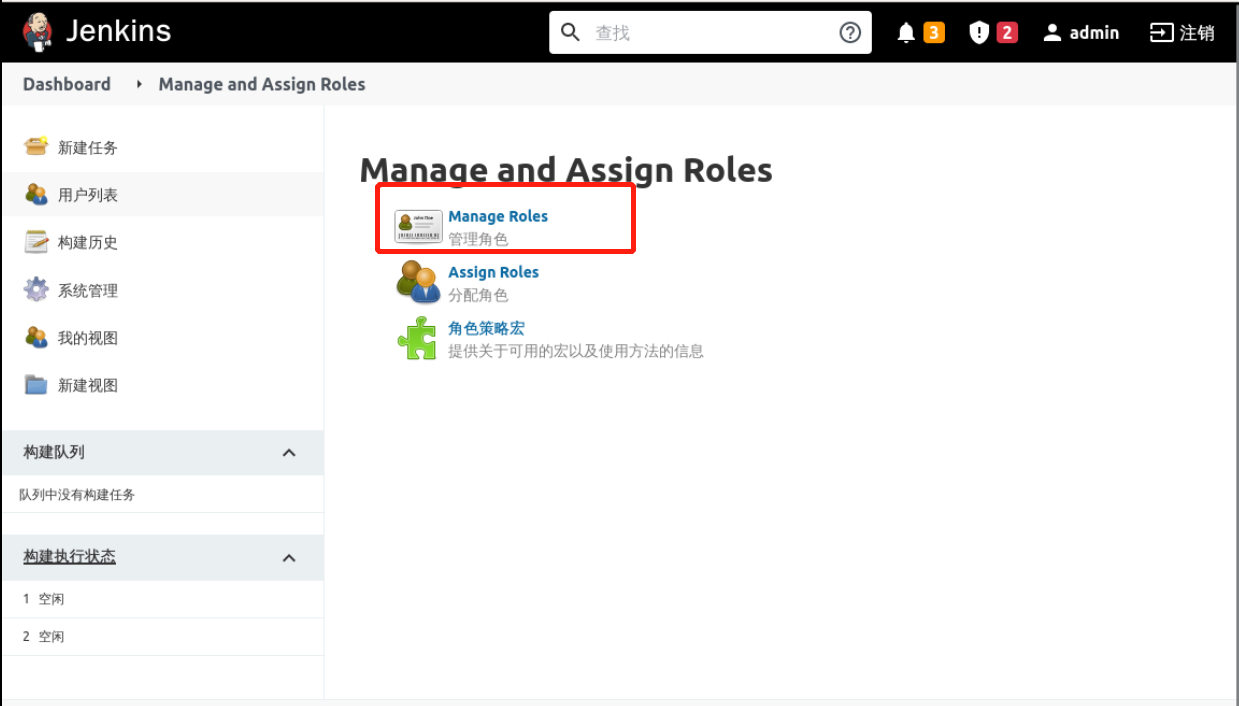 Jenkins
查找
3
2
admin
注销
Dashboard
Manage and Assign Roles
新建任务
用户列表
构建历史
系统管理
我的视图
新建视图
构建队列
队列中没有构建任务
构建执行状态
1 空闲
2 空闲
Manage and Assign Roles
Manage Roles
管理角色
Assign Roles
分配角色
角色策略宏
提供关于可用的宏以及使用方法的信息